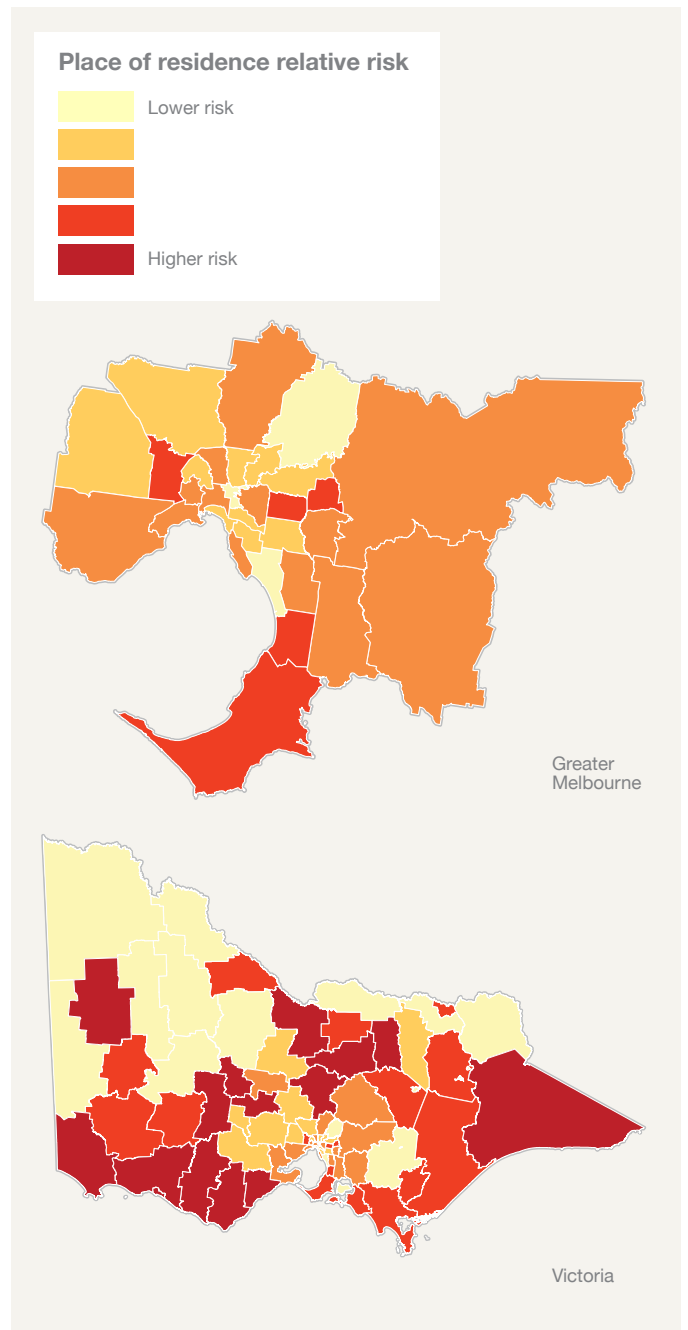 Place of residence relative risk
Lower risk
Higher risk
Greater
Melbourne
Victoria